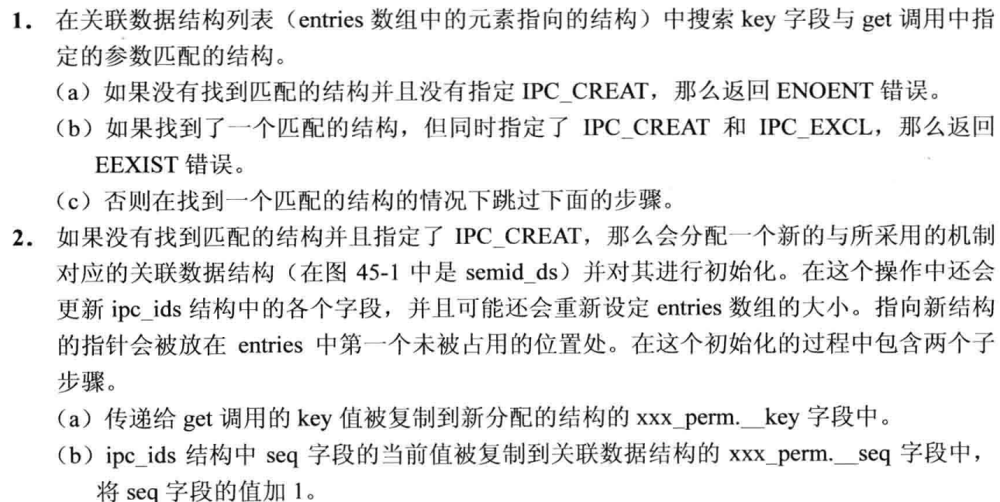 1. 在关联数据结构列表（entries 数组中的元素指向的结构）中搜索 key 字段与 get 调用中指
定的参数匹配的结构。
（a）如果没有找到匹配的结构并且没有指定 IPC_CREAT，那么返回 ENOENT 错误。
（b）如果找到了一个匹配的结构，但同时指定了 IPC_CREAT 和 IPC_EXCL，那么返回
EEXIST 错误。
（c）否则在找到一个匹配的结构的情况下跳过下面的步骤。
2. 如果没有找到匹配的结构并且指定了 IPC_CREAT，那么会分配一个新的与所采用的机制
对应的关联数据结构（在图 45-1 中是 semid_ds）并对其进行初始化。在这个操作中还会
更新 ipc_ids 结构中的各个字段，并且可能还会重新设定 entries 数组的大小。指向新结构
的指针会被放在 entries 中第一个未被占用的位置处。在这个初始化的过程中包含两个子
步骤。
（a）传递给 get 调用的 key 值被复制到新分配的结构的 xxx_perm.__key 字段中。
（b）ipc_ids 结构中 seq 字段的当前值被复制到关联数据结构的 xxx_perm.__seq 字段中，
将 seq 字段的值加 1。